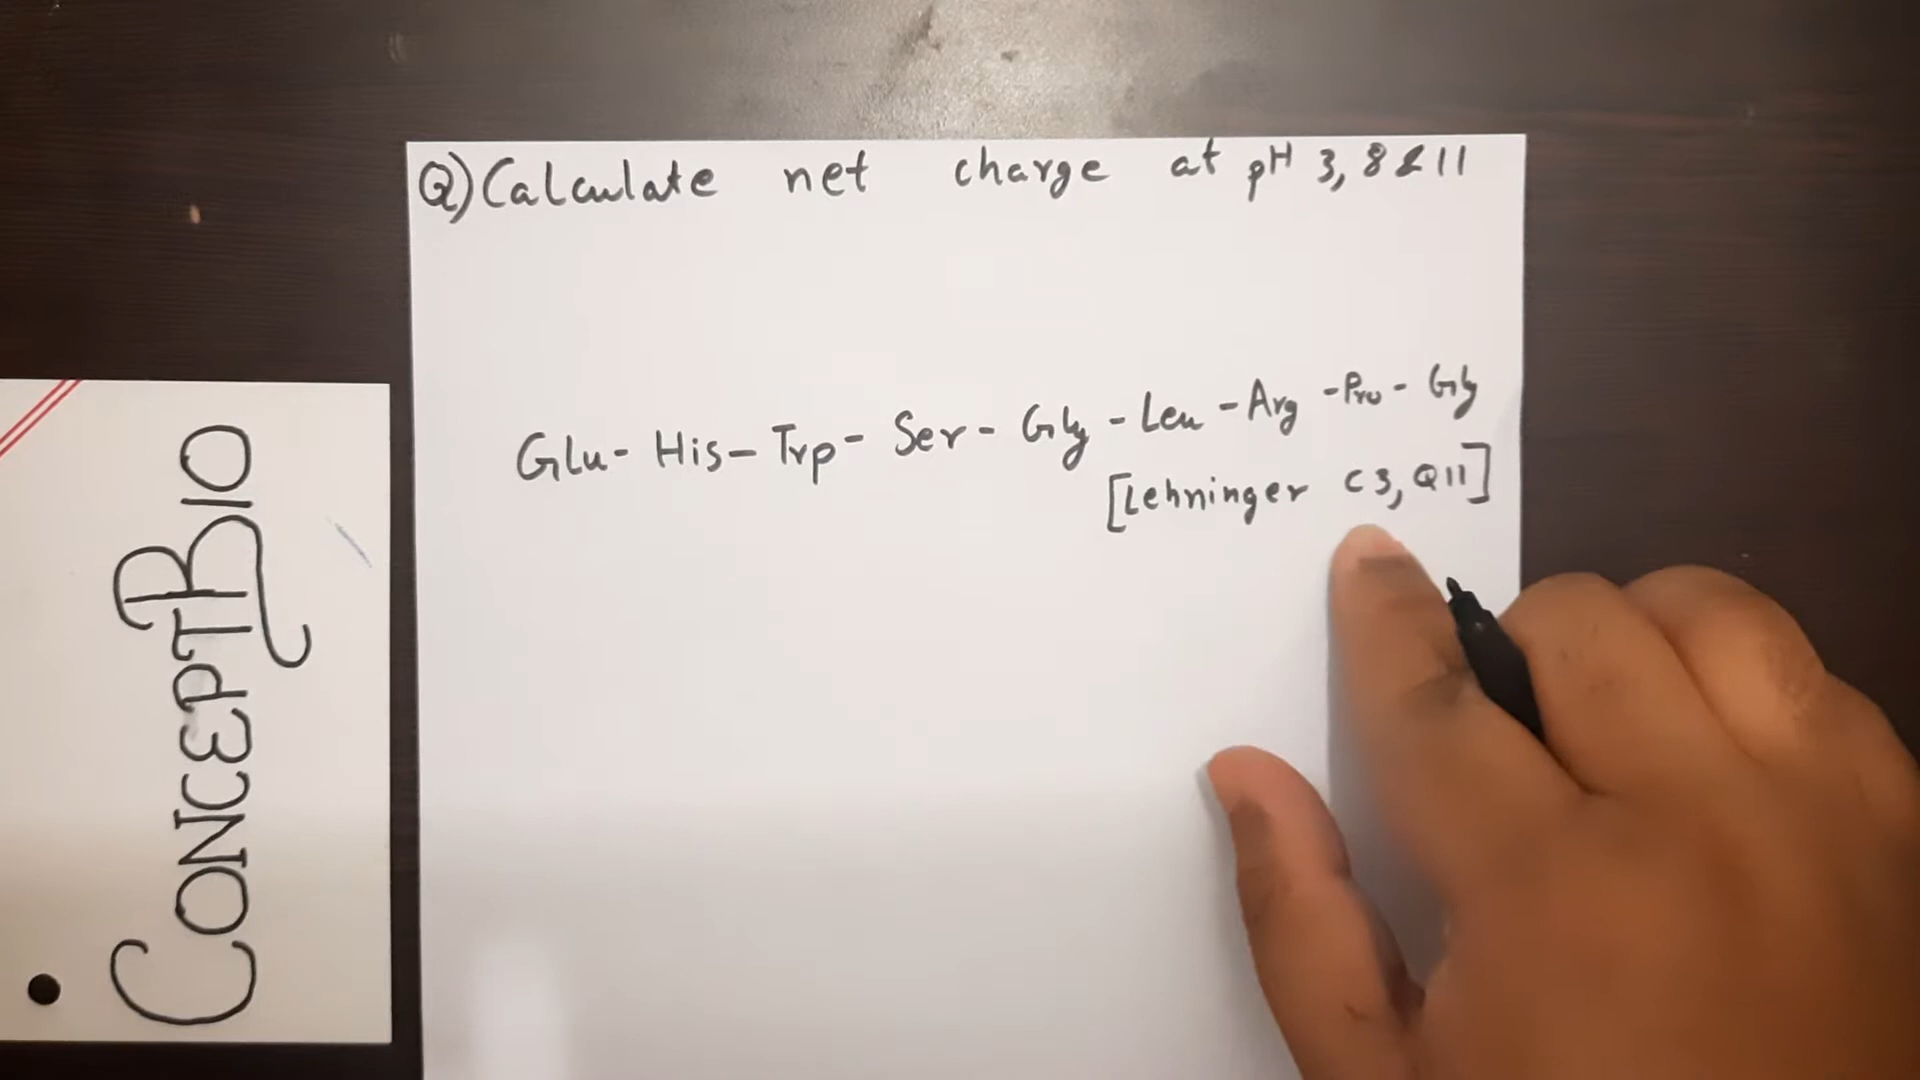 Q) Calculate net charge at pH 3, 8 & 11
Glu- His- Trp- Ser- Gly -Leu -Arg -Pro- Gly
[Lehninger C3, Q11]
CONCEPTBIO